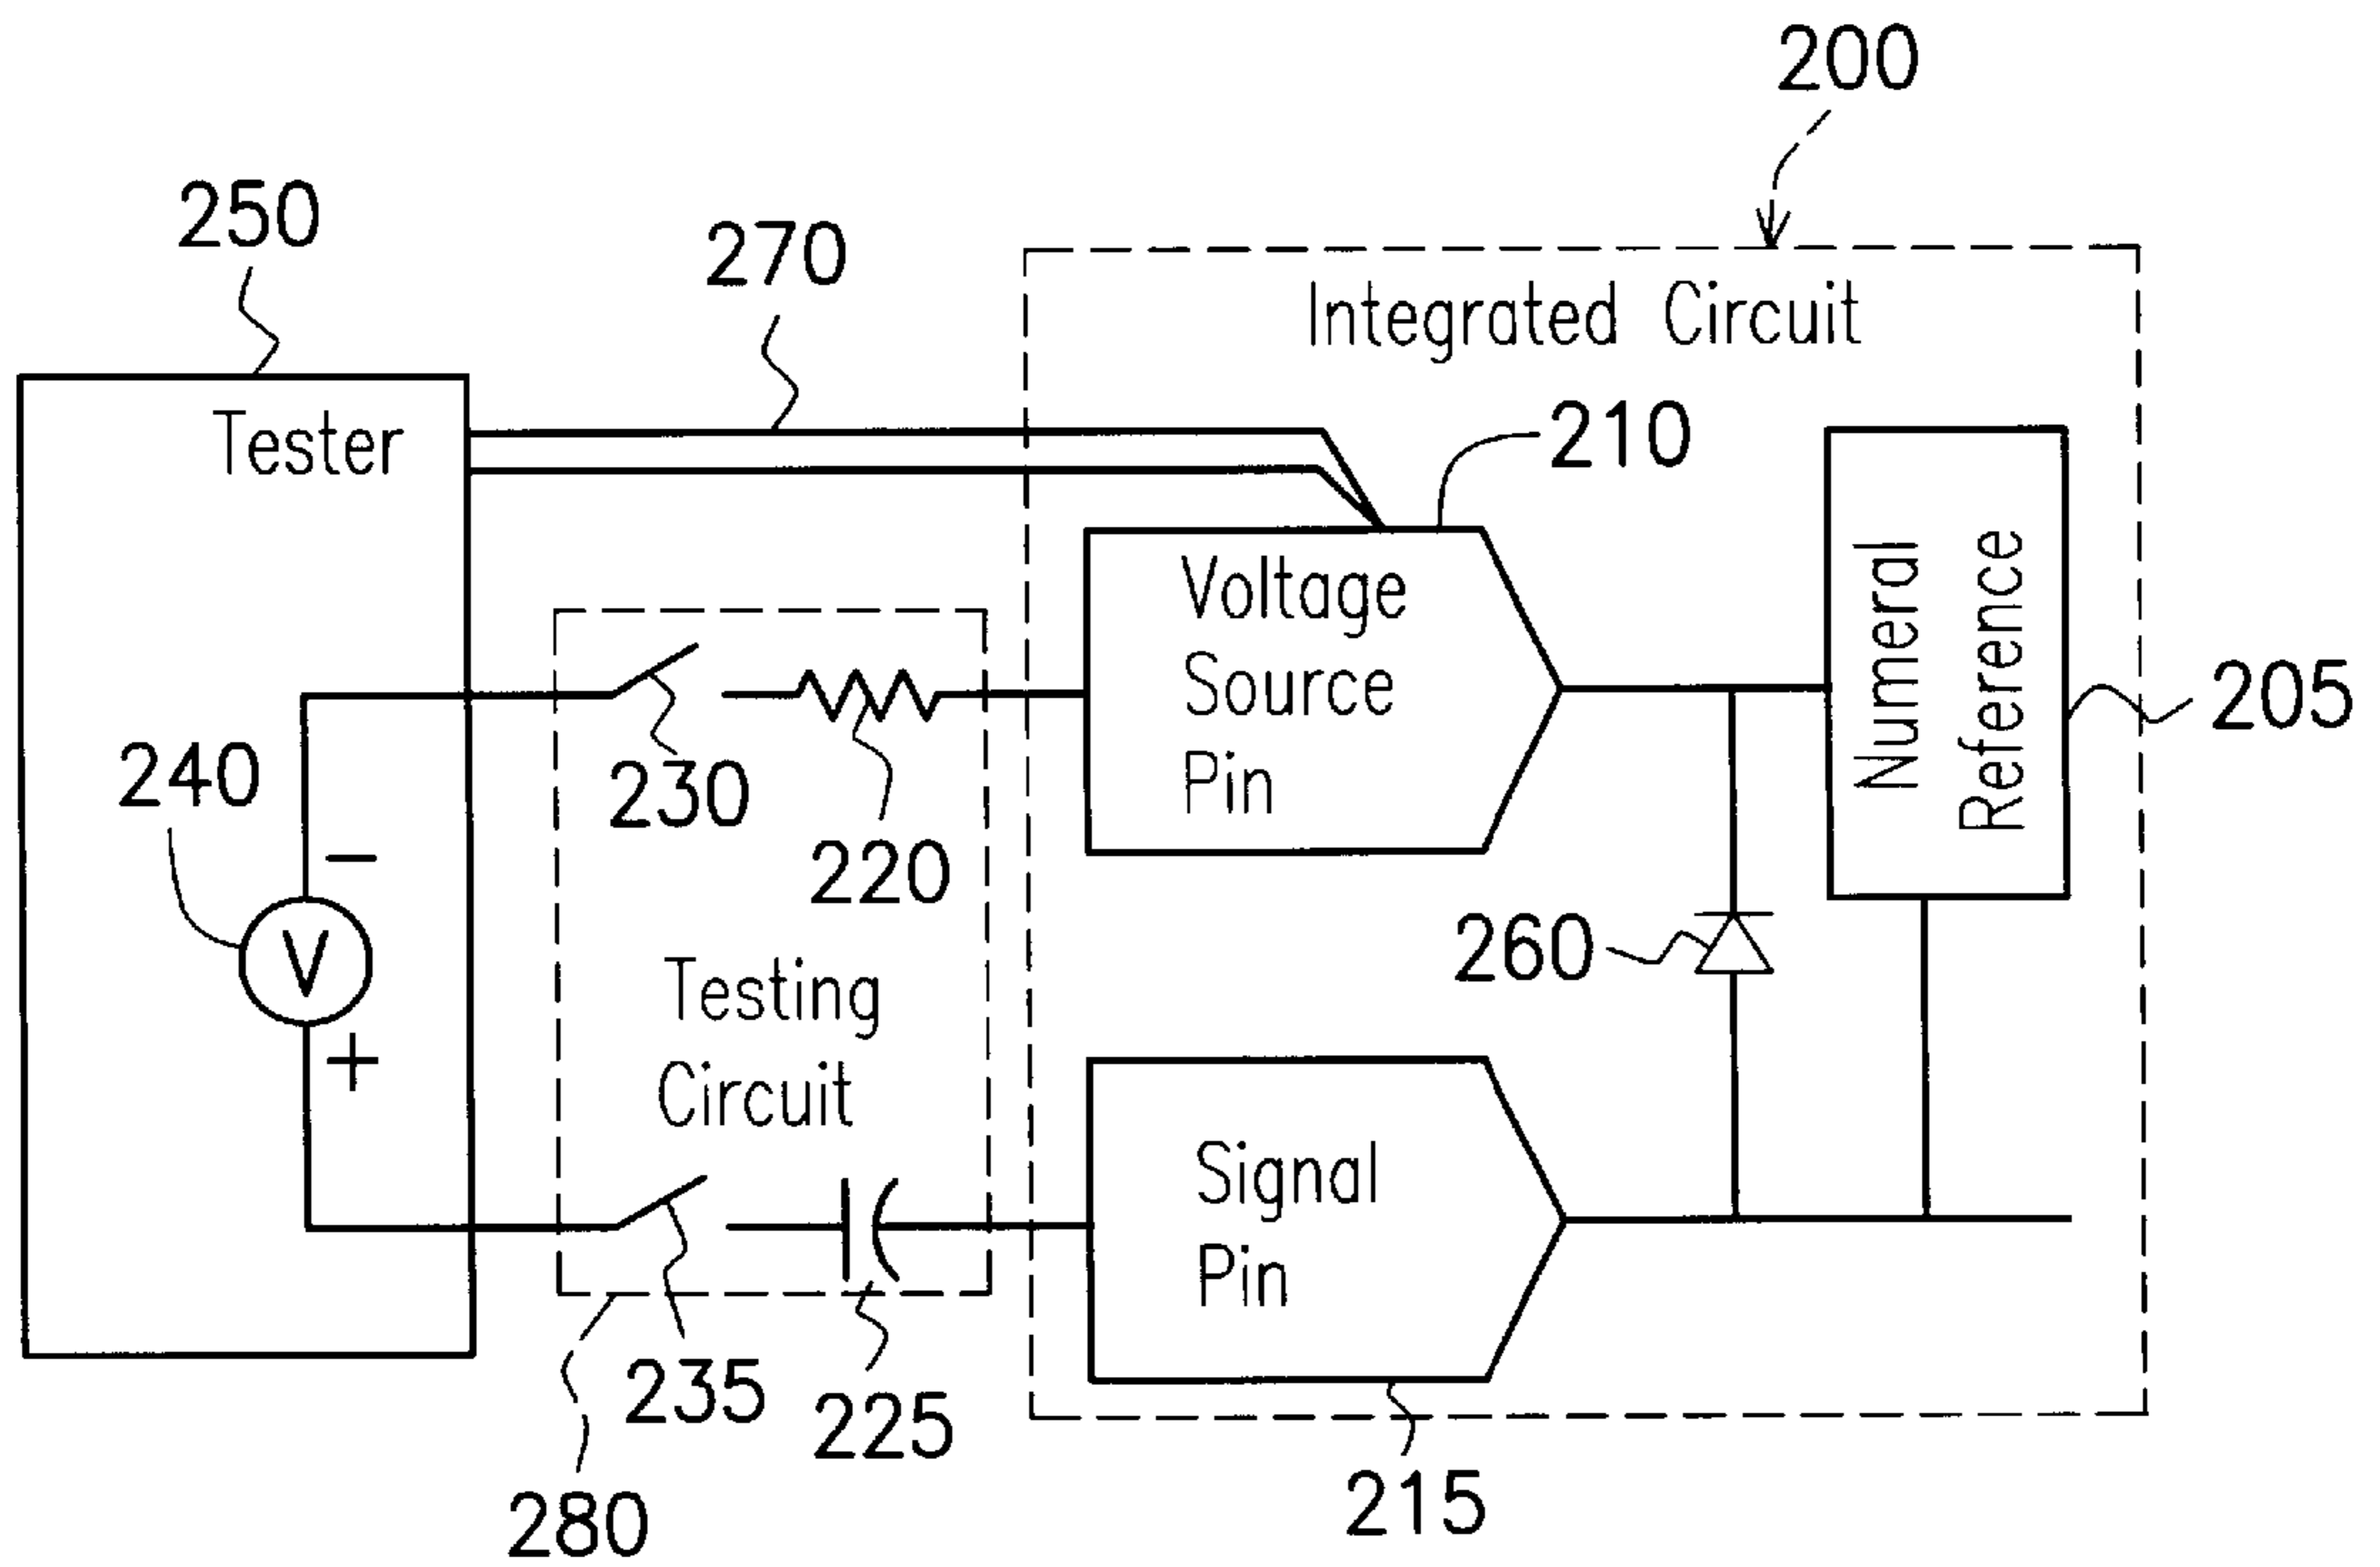 200
250
270
Integrated Circuit
Tester
210
Voltage
Source
Pin
Numeral
Reference
205
240
230
220
−
V
+
260
Testing
Circuit
Signal
Pin
235
225
215
280